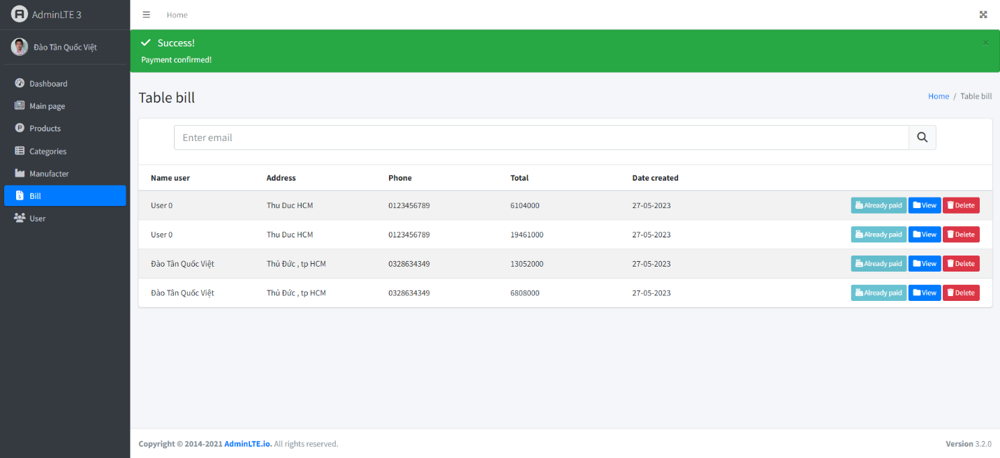 AdminLTE 3
Home
Đào Tân Quốc Việt
Success!
×
Payment confirmed!
Dashboard
Main page
Products
Categories
Manufacter
Bill
User
Table bill
Home / Table bill
Enter email
Name user Address Phone Total Date created
User 0 Thu Duc HCM 0123456789 6104000 27-05-2023 Already paid View Delete
User 0 Thu Duc HCM 0123456789 19461000 27-05-2023 Already paid View Delete
Đào Tân Quốc Việt Thủ Đức , tp HCM 0328634349 13052000 27-05-2023 Already paid View Delete
Đào Tân Quốc Việt Thủ Đức , tp HCM 0328634349 6808000 27-05-2023 Already paid View Delete
Copyright © 2014-2021 AdminLTE.io. All rights reserved.
Version 3.2.0